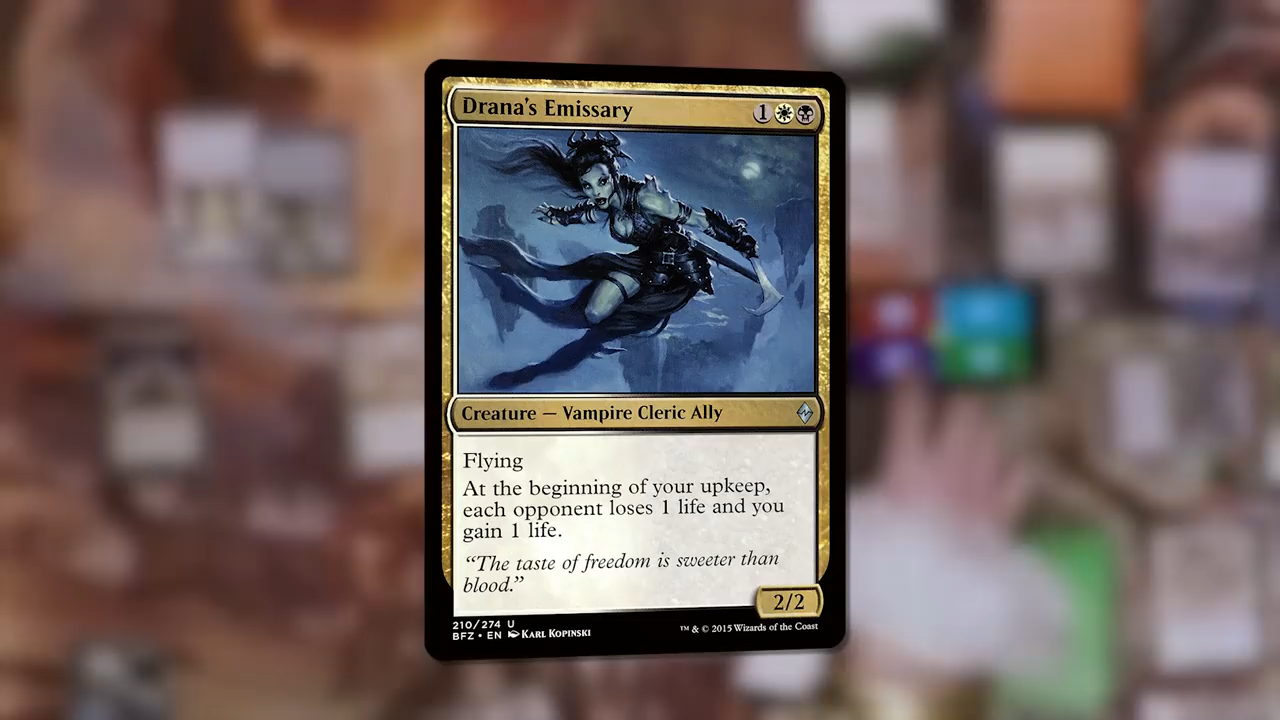 Drana's Emissary 1
Creature — Vampire Cleric Ally
Flying
At the beginning of your upkeep,
each opponent loses 1 life and you
gain 1 life.
“The taste of freedom is sweeter than
blood.”
2/2
210/274 U
BFZ • EN KARL KOPINSKI
™ & © 2015 Wizards of the Coast